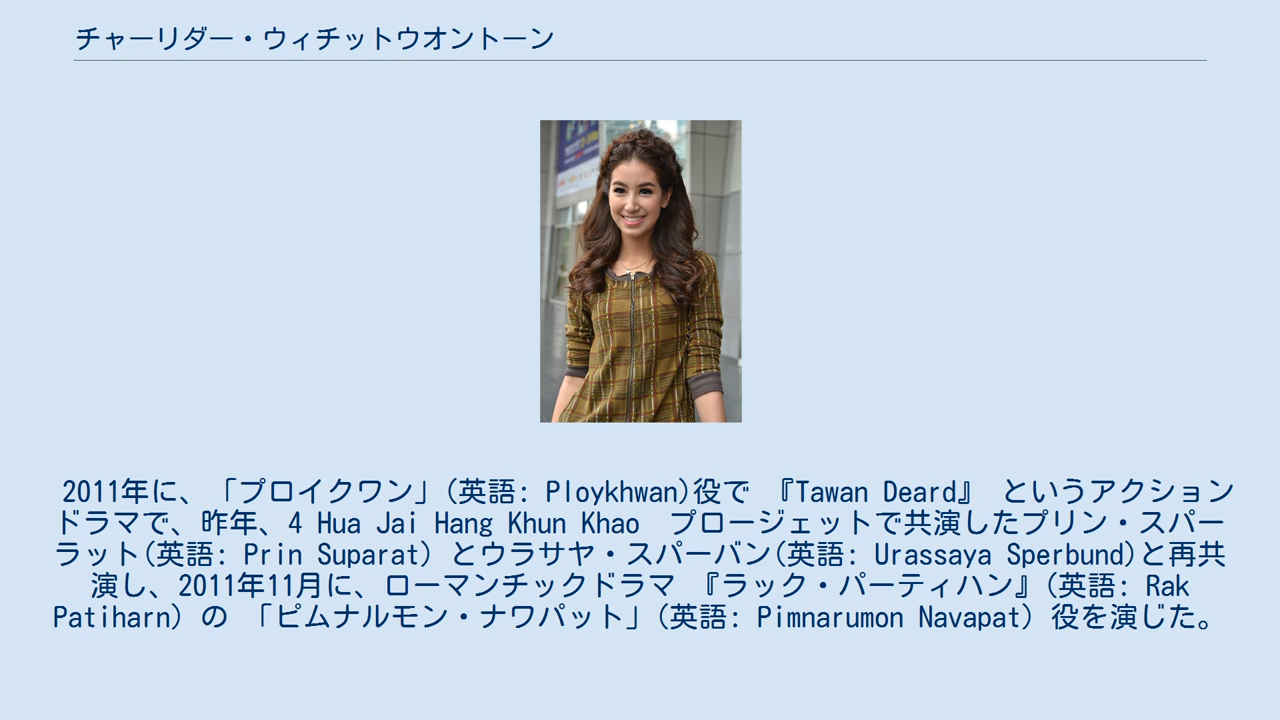 チャーリダー・ウィチットウオントーン
2011年に、「プロイクワン」(英語: Ploykhwan)役で 『Tawan Deard』 というアクション
ドラマで、昨年、4 Hua Jai Hang Khun Khao　プロージェットで共演したプリン・スパー
ラット(英語: Prin Suparat) とウラサヤ・スパーバン(英語: Urassaya Sperbund)と再共
演し、2011年11月に、ローマンチックドラマ 『ラック・パーティハン』(英語: Rak
Patiharn) の 「ピムナルモン・ナワパット」(英語: Pimnarumon Navapat) 役を演じた。